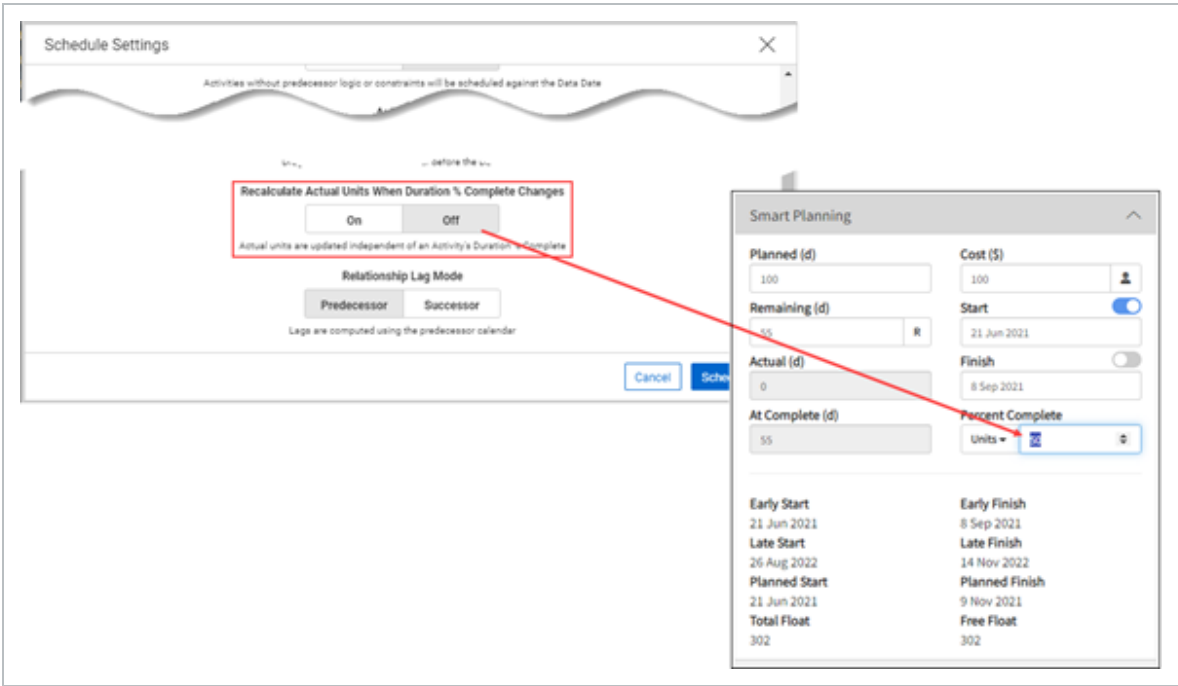 Schedule Settings
Activities without predecessor logic or constraints will be scheduled against the Data Date
before the
Recalculate Actual Units When Duration % Complete Changes
On Off
Actual units are updated independent of an Activity's Duration % Complete
Relationship Lag Mode
Predecessor Successor
Lags are computed using the predecessor calendar
Cancel
Smart Planning
Planned (d) Cost ($)
100 100
Remaining (d) Start
55 R 21 Jun 2021
Actual (d) Finish
0 8 Sep 2021
At Complete (d) Percent Complete
55 Units
Early Start Early Finish
21 Jun 2021 8 Sep 2021
Late Start Late Finish
26 Aug 2022 14 Nov 2022
Planned Start Planned Finish
21 Jun 2021 9 Nov 2021
Total Float Free Float
302 302